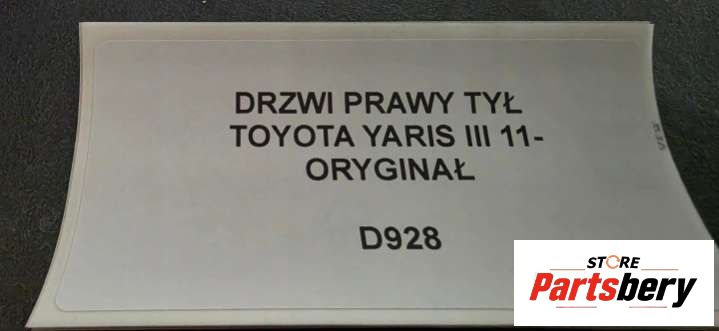 DRZWI PRAWY TYŁ
TOYOTA YARIS III 11-
ORYGINAŁ
D928
STORE
Partsbery